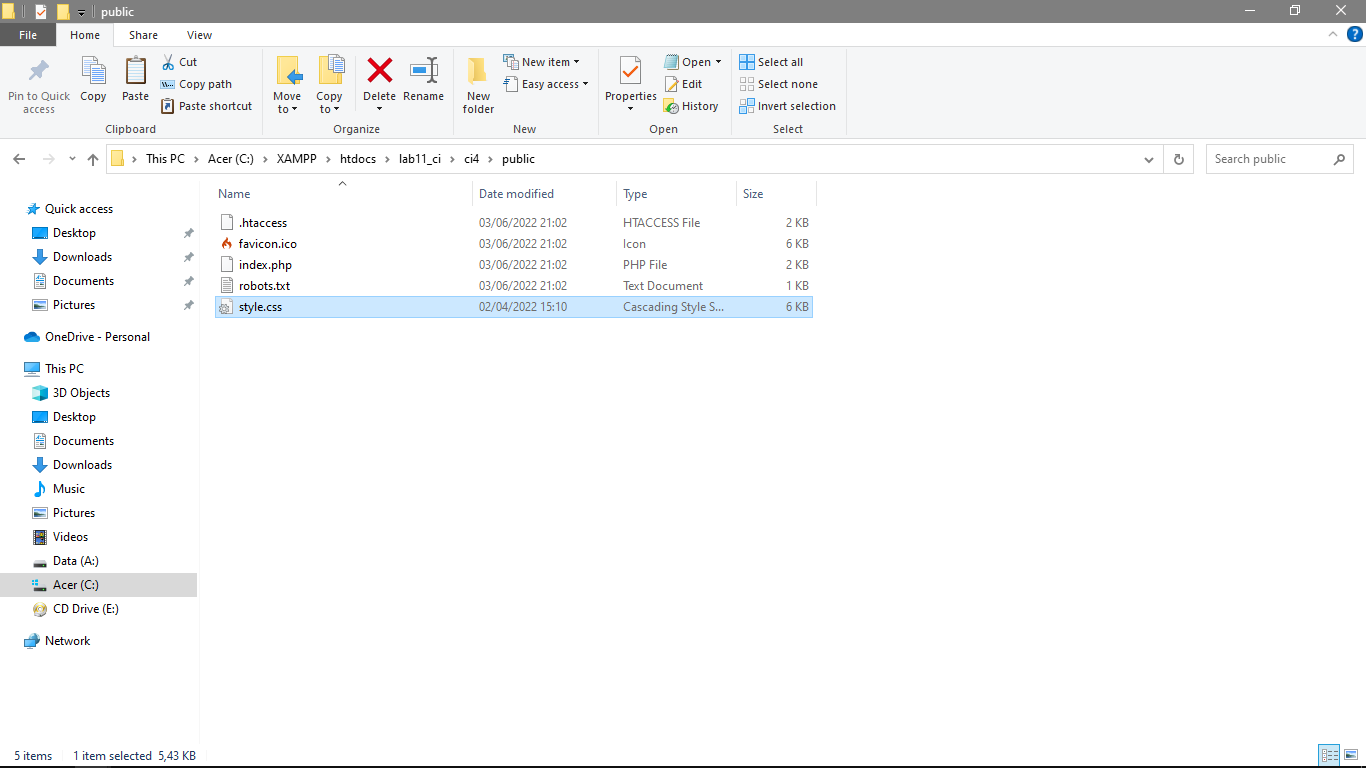 public
File Home Share View
Pin to Quick access
Copy
Paste
Cut
Copy path
Paste shortcut
Clipboard
Move to
Copy to
Delete
Rename
Organize
New folder
New item
Easy access
New
Properties
Open
Edit
History
Open
Select all
Select none
Invert selection
Select
This PC Acer (C:) XAMPP htdocs lab11_ci ci4 public
Search public
Quick access
Desktop
Downloads
Documents
Pictures
OneDrive - Personal
This PC
3D Objects
Desktop
Documents
Downloads
Music
Pictures
Videos
Data (A:)
Acer (C:)
CD Drive (E:)
Network
Name Date modified Type Size
.htaccess 03/06/2022 21:02 HTACCESS File 2 KB
favicon.ico 03/06/2022 21:02 Icon 6 KB
index.php 03/06/2022 21:02 PHP File 2 KB
robots.txt 03/06/2022 21:02 Text Document 1 KB
style.css 02/04/2022 15:10 Cascading Style S... 6 KB
5 items 1 item selected 5,43 KB